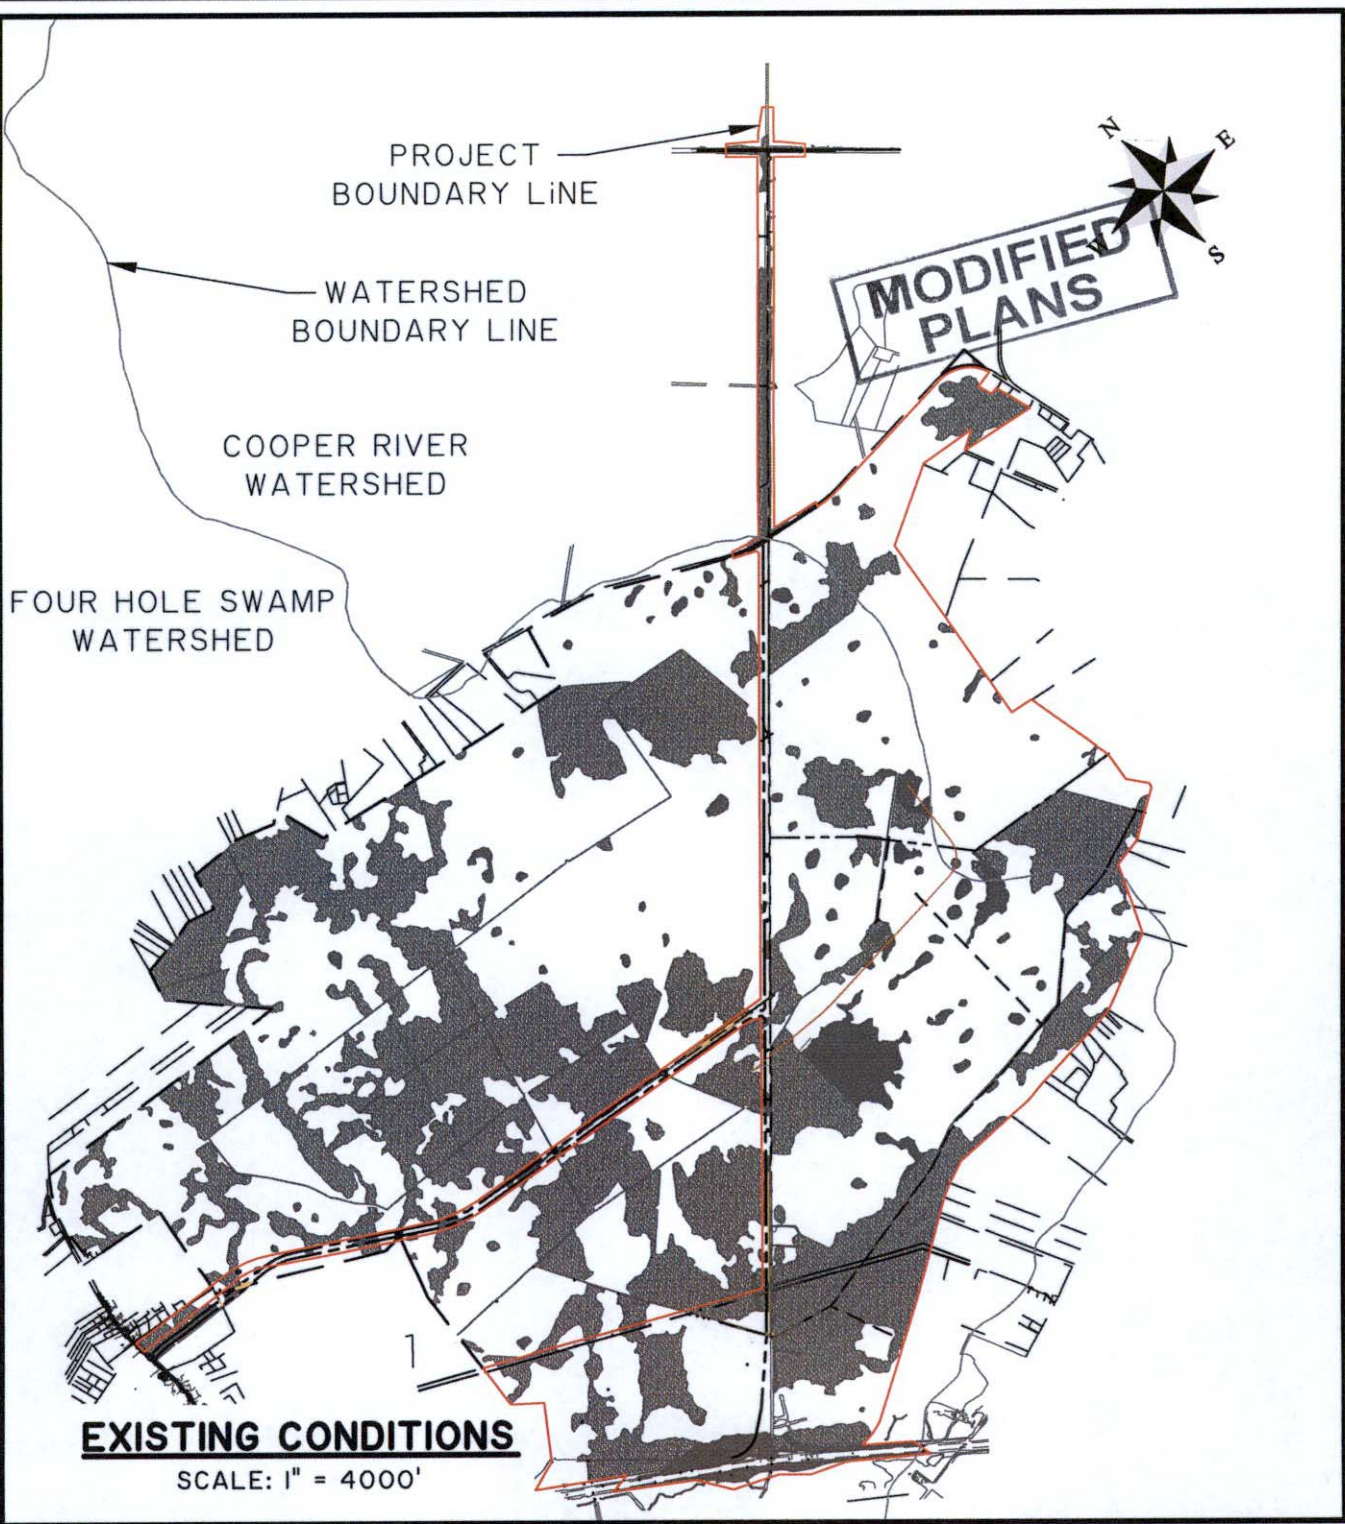 PROJECT
BOUNDARY LiNE
WATERSHED
BOUNDARY LINE
N
E
W
S
MODIFIED
PLANS
COOPER RIVER
WATERSHED
FOUR HOLE SWAMP
WATERSHED
EXISTING CONDITIONS
SCALE: 1" = 4000'